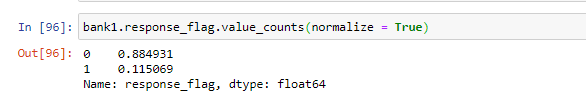 In [96]: bank1.response_flag.value_counts(normalize = True)
Out[96]: 0    0.884931
1    0.115069
Name: response_flag, dtype: float64